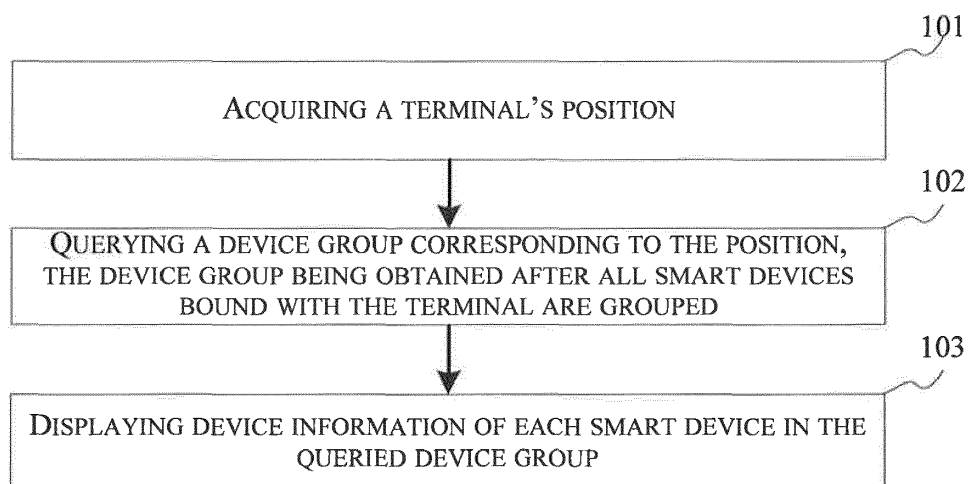 101
ACQUIRING A TERMINAL'S POSITION
102
QUERYING A DEVICE GROUP CORRESPONDING TO THE POSITION,
THE DEVICE GROUP BEING OBTAINED AFTER ALL SMART DEVICES
BOUND WITH THE TERMINAL ARE GROUPED
103
DISPLAYING DEVICE INFORMATION OF EACH SMART DEVICE IN THE
QUERIED DEVICE GROUP